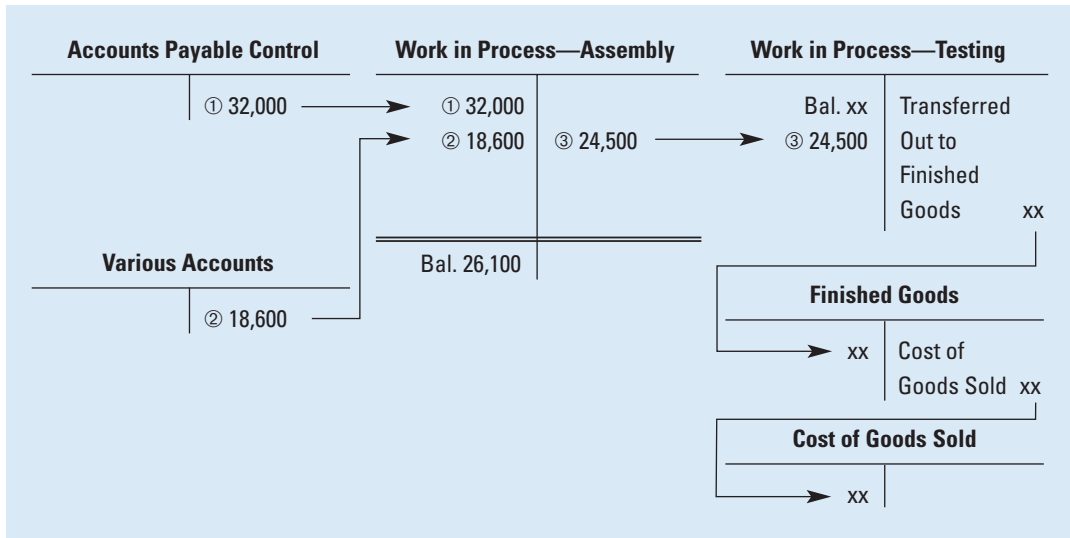 Accounts Payable Control
① 32,000
Work in Process—Assembly
① 32,000
② 18,600
③ 24,500
Bal. 26,100
Work in Process—Testing
Bal. xx
③ 24,500
Transferred
Out to
Finished
Goods xx
Various Accounts
② 18,600
Finished Goods
xx
Cost of
Goods Sold xx
Cost of Goods Sold
xx